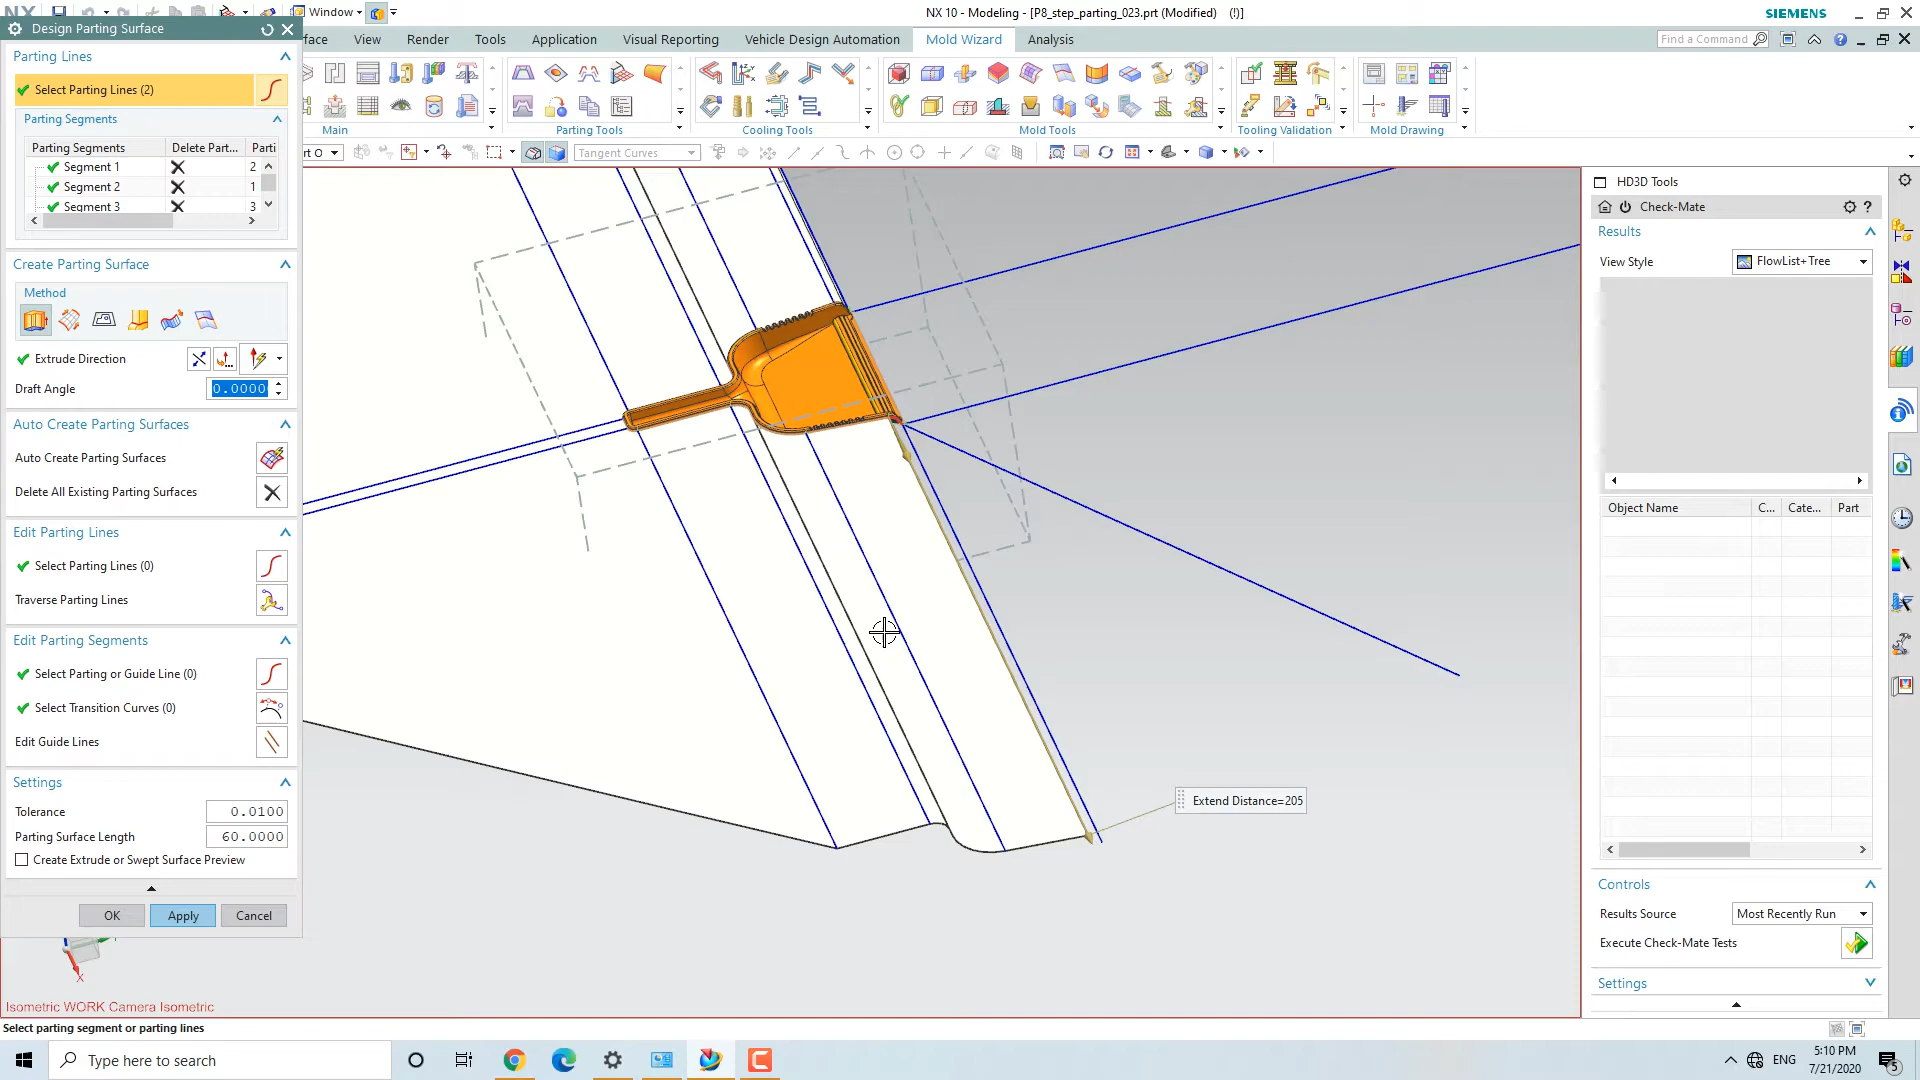 NX
Window
NX 10 - Modeling - [P8_step_parting_023.prt (Modified)   (!)]
SIEMENS
Design Parting Surface
face
View
Render
Tools
Application
Visual Reporting
Vehicle Design Automation
Mold Wizard
Analysis
Find a Command
Main
Parting Tools
Cooling Tools
Mold Tools
Tooling Validation
Mold Drawing
rt O
Tangent Curves
Parting Lines
Select Parting Lines (2)
Parting Segments
Parting Segments Delete Part... Parti
Segment 1 2
Segment 2 1
Segment 3 3
Create Parting Surface
Method
Extrude Direction
Draft Angle 0.0000
Auto Create Parting Surfaces
Auto Create Parting Surfaces
Delete All Existing Parting Surfaces
Edit Parting Lines
Select Parting Lines (0)
Traverse Parting Lines
Edit Parting Segments
Select Parting or Guide Line (0)
Select Transition Curves (0)
Edit Guide Lines
Settings
Tolerance 0.0100
Parting Surface Length 60.0000
Create Extrude or Swept Surface Preview
OK Apply Cancel
Extend Distance=205
X
Isometric WORK Camera Isometric
Select parting segment or parting lines
HD3D Tools
Check-Mate
Results
View Style FlowList+Tree
Object Name C... Cate... Part
Controls
Results Source Most Recently Run
Execute Check-Mate Tests
Settings
Type here to search
ENG
5:10 PM
7/21/2020
5